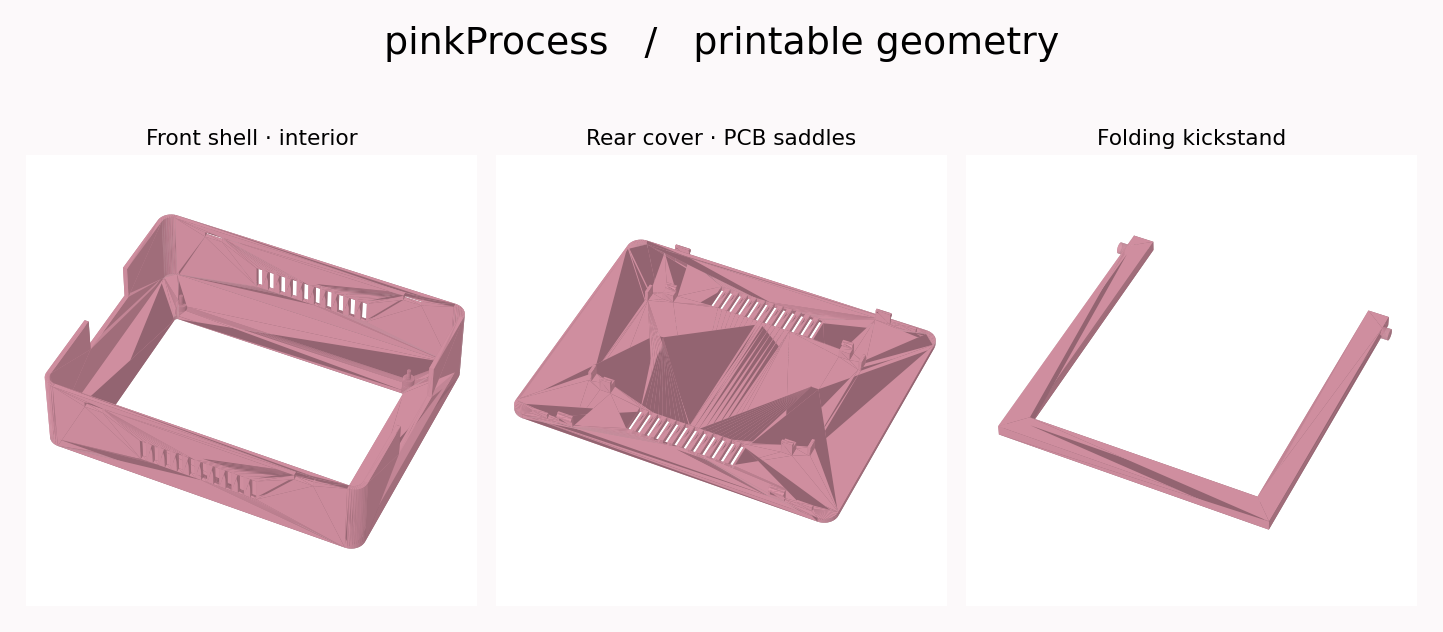 pinkProcess / printable geometry
Front shell · interior
Rear cover · PCB saddles
Folding kickstand